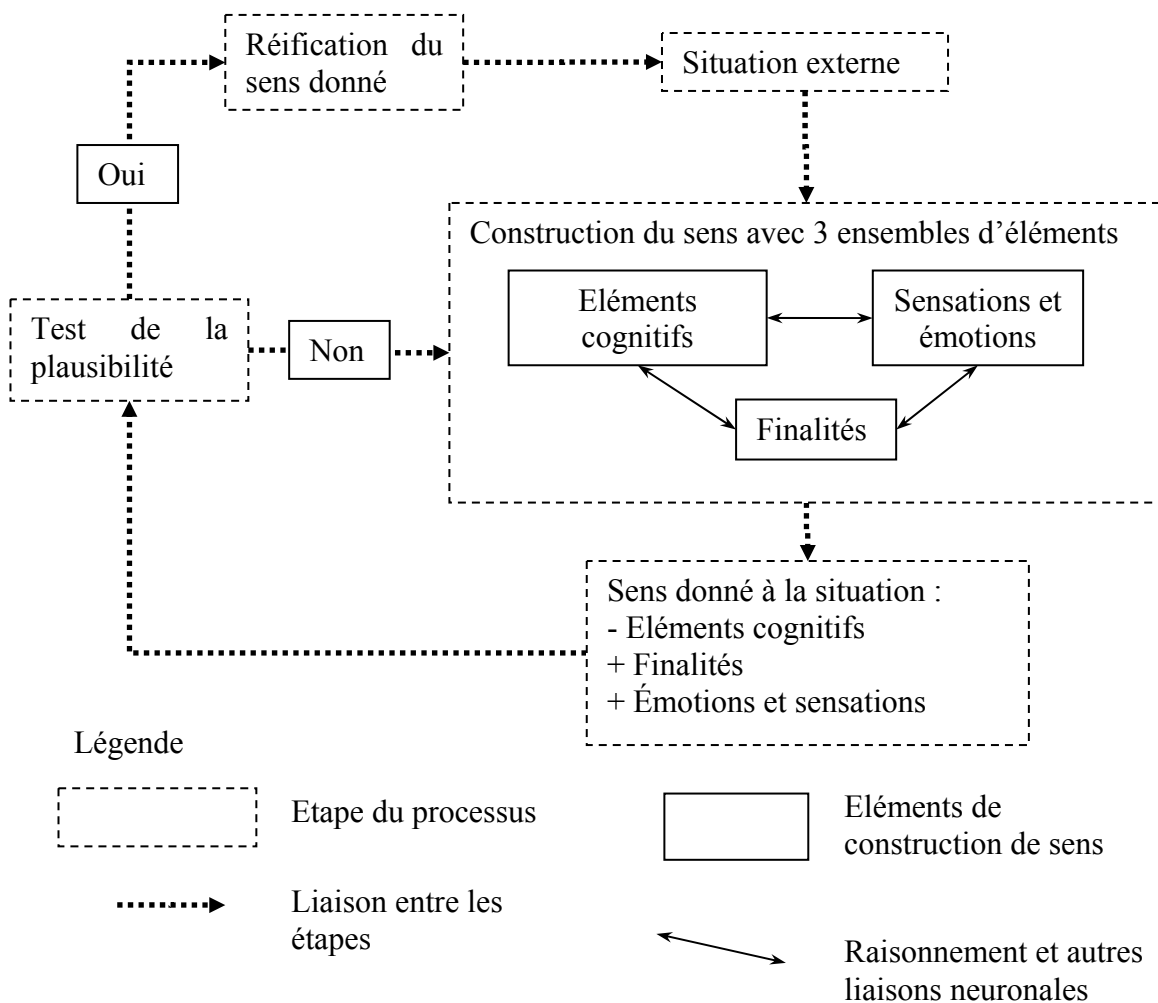 Réification du
sens donné
Situation externe
Oui
Construction du sens avec 3 ensembles d’éléments
Eléments
cognitifs
Sensations et
émotions
Test de la
plausibilité
Non
Finalités
Sens donné à la situation :
- Eléments cognitifs
+ Finalités
+ Émotions et sensations
Légende
Etape du processus
Eléments de
construction de sens
Liaison entre les
étapes
Raisonnement et autres
liaisons neuronales